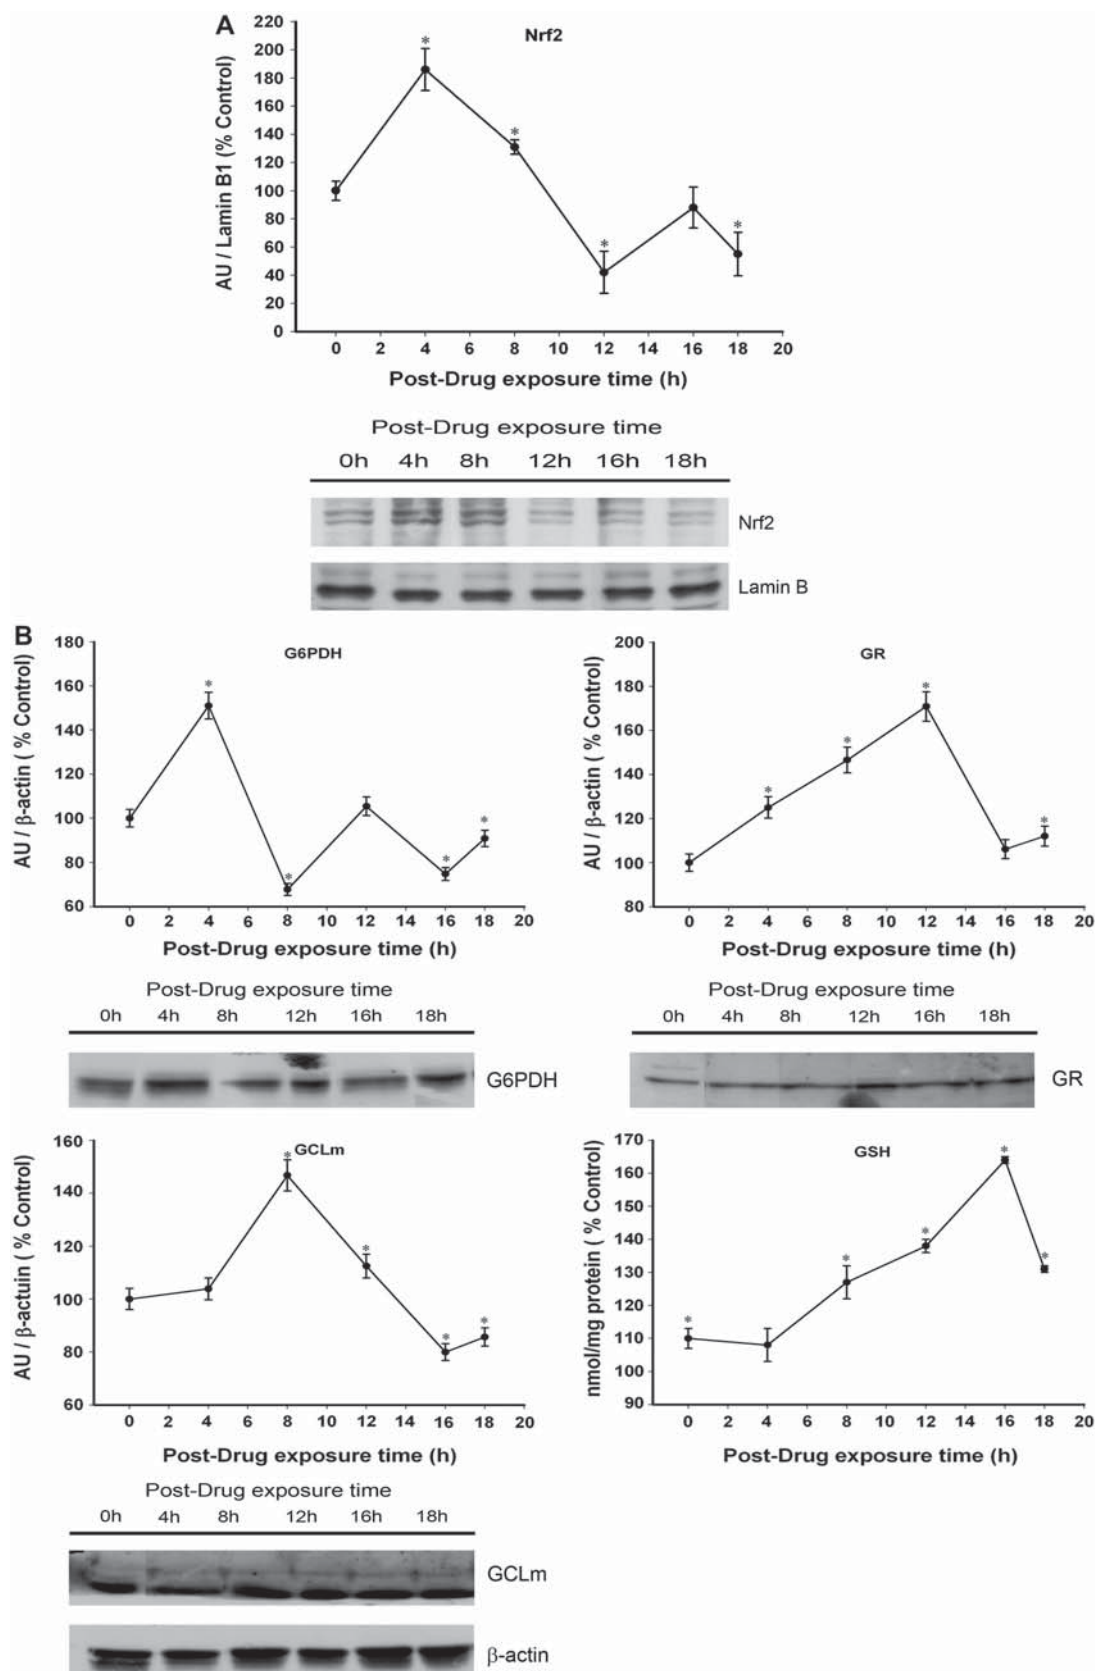 A
Nrf2
AU / Lamin B1 (% Control)
220
200
180
160
140
120
100
80
60
40
20
0
* * * *
0 2 4 6 8 10 12 14 16 18 20
Post-Drug exposure time (h)
Post-Drug exposure time
0h 4h 8h 12h 16h 18h
Nrf2
Lamin B
B
G6PDH
AU / β-actin ( % Control)
180
160
140
120
100
80
60
* * * *
0 2 4 6 8 10 12 14 16 18 20
Post-Drug exposure time (h)
Post-Drug exposure time
0h 4h 8h 12h 16h 18h
G6PDH
GR
AU / β-actin ( % Control)
200
180
160
140
120
100
80
* * * *
0 2 4 6 8 10 12 14 16 18 20
Post-Drug exposure time (h)
Post-Drug exposure time
0h 4h 8h 12h 16h 18h
GR
GCLm
AU / β-actuin ( % Control)
160
140
120
100
80
60
* * * *
0 2 4 6 8 10 12 14 16 18 20
Post-Drug exposure time (h)
Post-Drug exposure time
0h 4h 8h 12h 16h 18h
GCLm
β-actin
GSH
nmol/mg protein ( % Control)
170
160
140
130
120
110
100
90
* * * * *
0 2 4 6 8 10 12 14 16 18 20
Post-Drug exposure time (h)